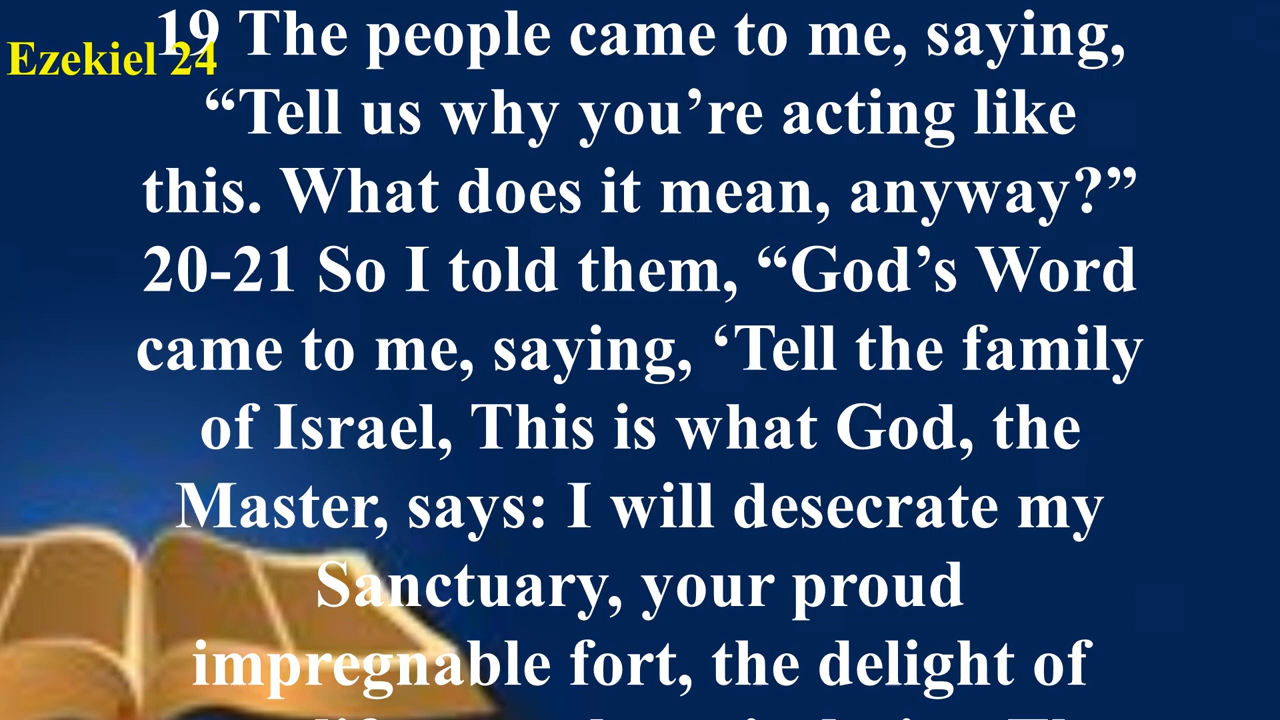 Ezekiel 24
19 The people came to me, saying,
“Tell us why you’re acting like
this. What does it mean, anyway?”
20-21 So I told them, “God’s Word
came to me, saying, ‘Tell the family
of Israel, This is what God, the
Master, says: I will desecrate my
Sanctuary, your proud
impregnable fort, the delight of